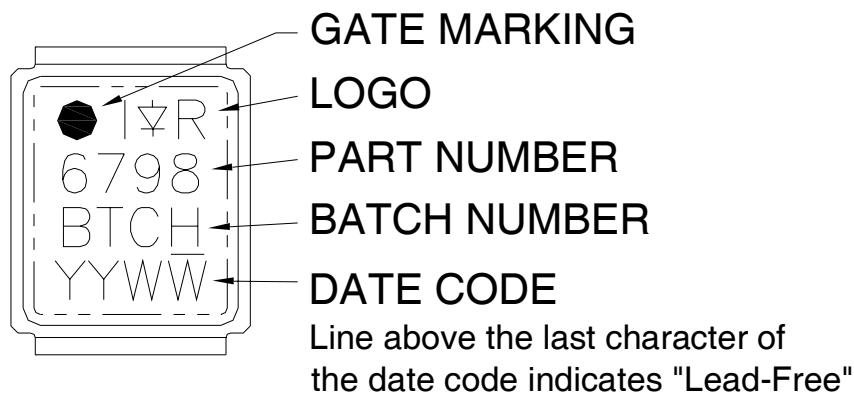 GATE MARKING
I R
LOGO
6798
PART NUMBER
BTCH
BATCH NUMBER
YYWW̅
DATE CODE
Line above the last character of
the date code indicates "Lead-Free"